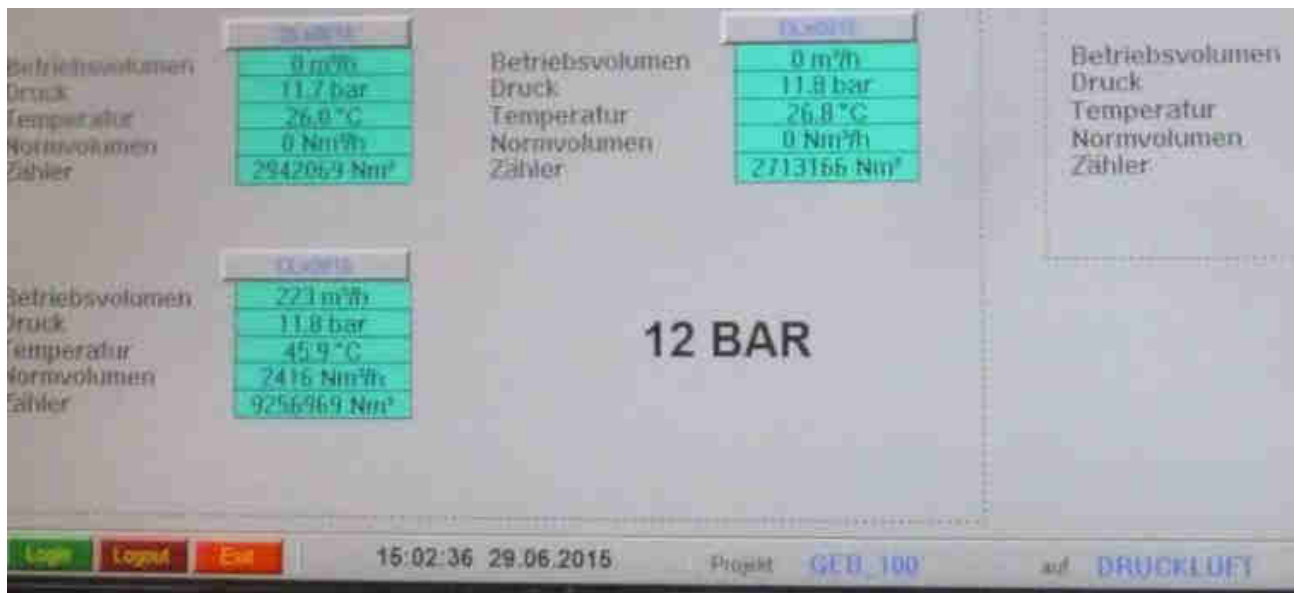 Betriebsvolumen 0 m³/h
Druck 11.7 bar
Temperatur 26.0 °C
Normvolumen 0 Nm³/h
Zähler 2942069 Nm³
Betriebsvolumen 0 m³/h
Druck 11.8 bar
Temperatur 26.8 °C
Normvolumen 0 Nm³/h
Zähler 2713166 Nm³
Betriebsvolumen
Druck
Temperatur
Normvolumen
Zähler
Betriebsvolumen 223 m³/h
Druck 11.8 bar
Temperatur 45.9 °C
Normvolumen 2416 Nm³/h
Zähler 9256969 Nm³
12 BAR
Login Logout Exit 15:02:36 29.06.2015 Projekt GEB_100 auf DRUCKLUFT